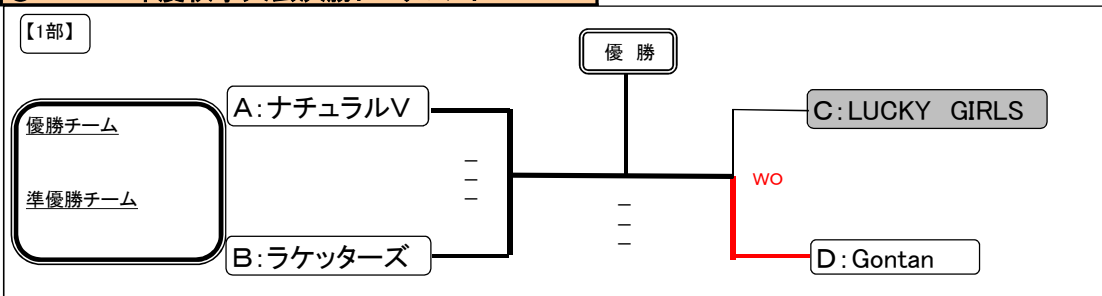 【1部】
優 勝
A:ナチュラルV
C:LUCKY GIRLS
優勝チーム
準優勝チーム
WO
B:ラケッターズ
D:Gontan